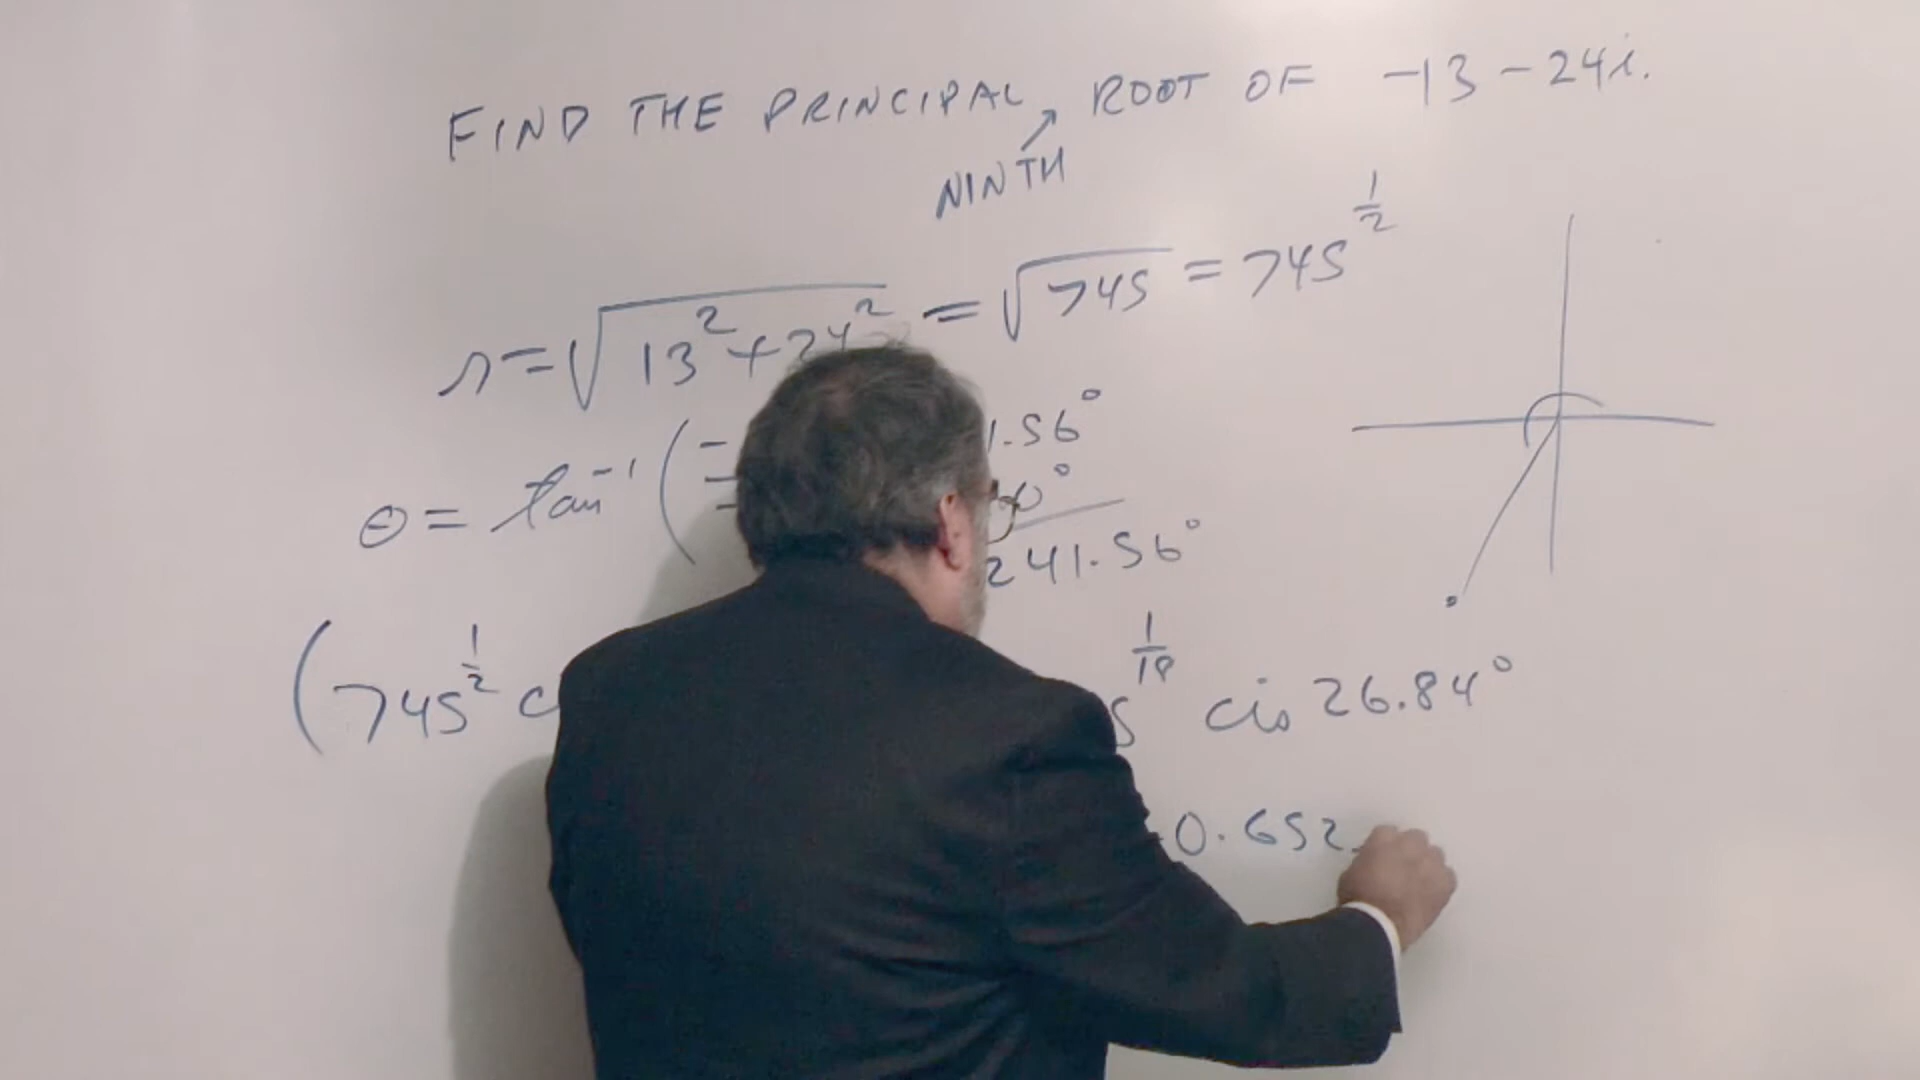 FIND THE PRINCIPAL ROOT OF -13-24i.
NINTH
r=√13²+24² = √745 = 745^1/2
θ = tan⁻¹( 1.56°
0°
241.56°
(745^1/2 c 5^1/18 cis 26.84°
0.652